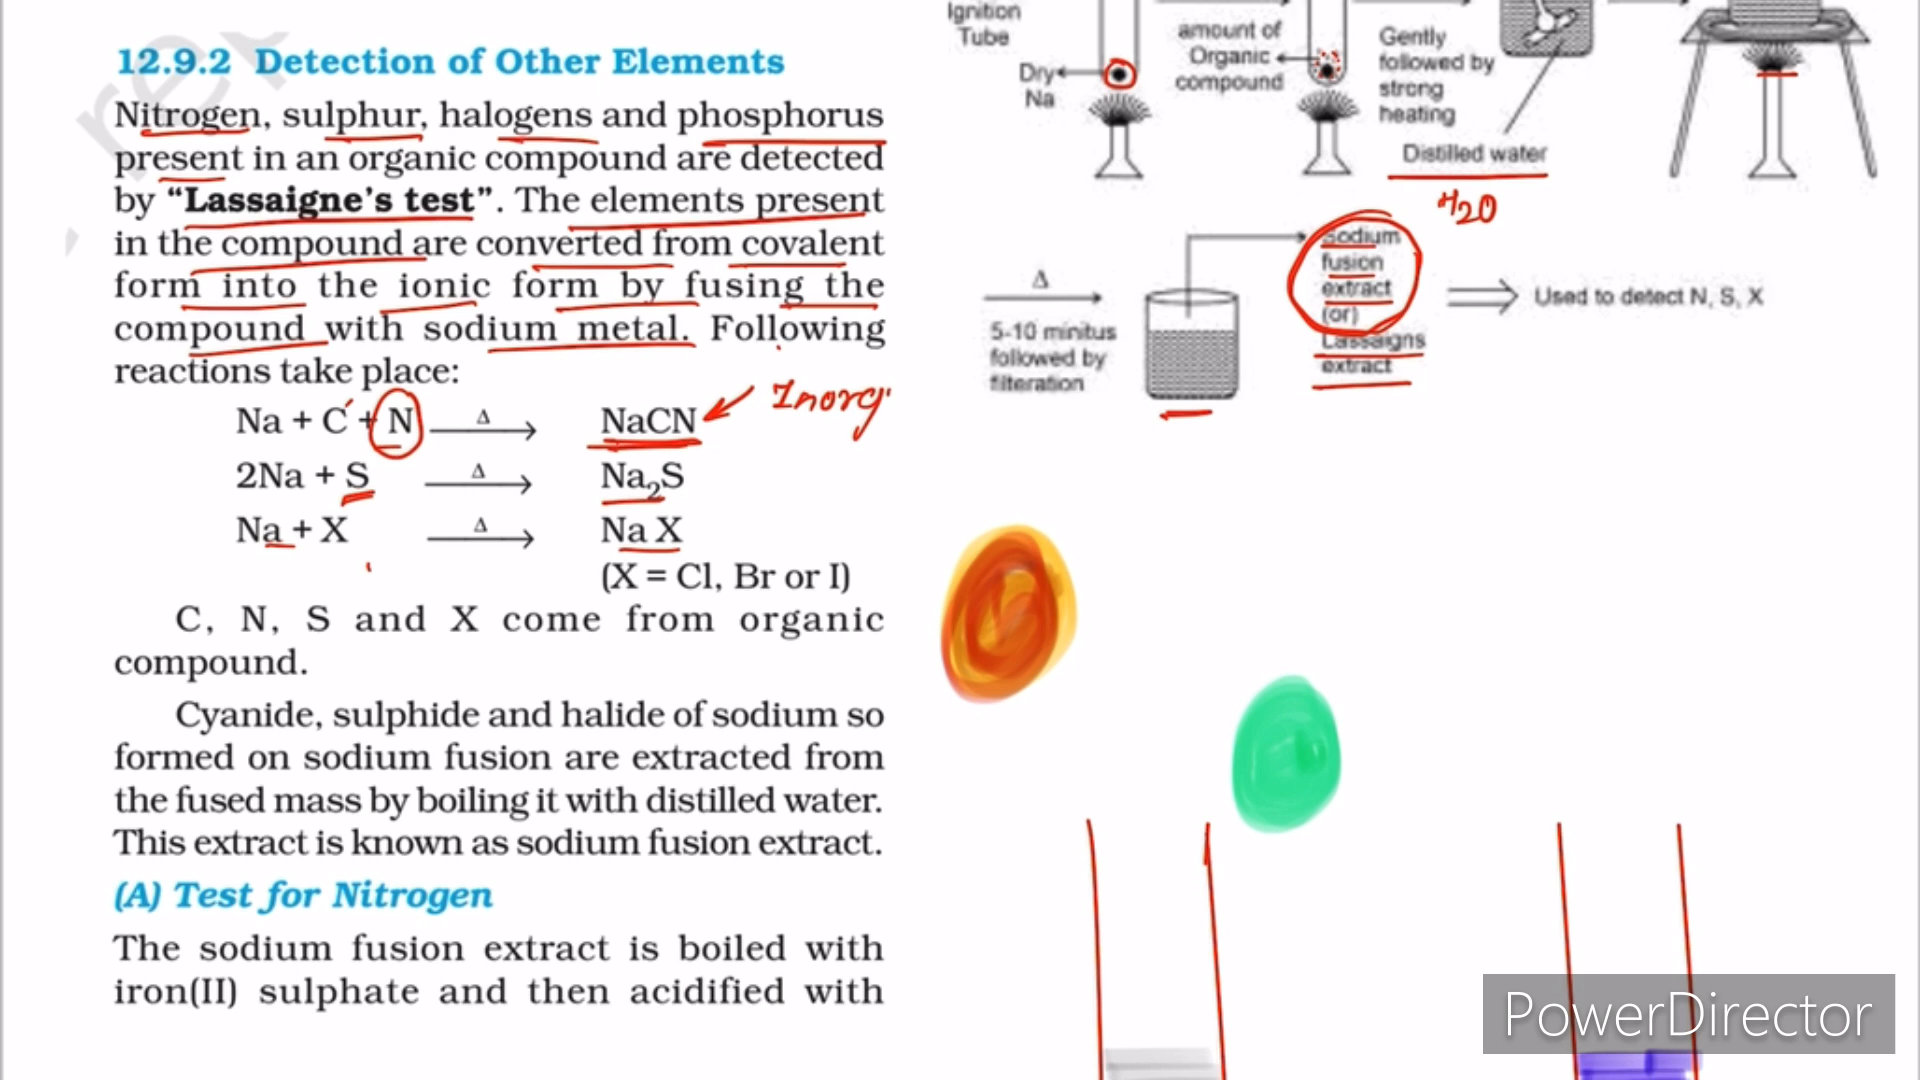 12.9.2 Detection of Other Elements
Nitrogen, sulphur, halogens and phosphorus
present in an organic compound are detected
by “Lassaigne’s test”. The elements present
in the compound are converted from covalent
form into the ionic form by fusing the
compound with sodium metal. Following
reactions take place:
Na + C + N Δ NaCN
2Na + S Δ Na₂S
Na + X Δ Na X
(X = Cl, Br or I)
C, N, S and X come from organic
compound.
Cyanide, sulphide and halide of sodium so
formed on sodium fusion are extracted from
the fused mass by boiling it with distilled water.
This extract is known as sodium fusion extract.
(A) Test for Nitrogen
The sodium fusion extract is boiled with
iron(II) sulphate and then acidified with
Inorg.
Ignition
Tube
Dry
Na
amount of
Organic
compound
Gently
followed by
strong
heating
Distilled water
H2O
Δ
5-10 minitus
followed by
filteration
Sodium
fusion
extract
(or)
Lassaigns
extract
Used to detect N, S, X
PowerDirector